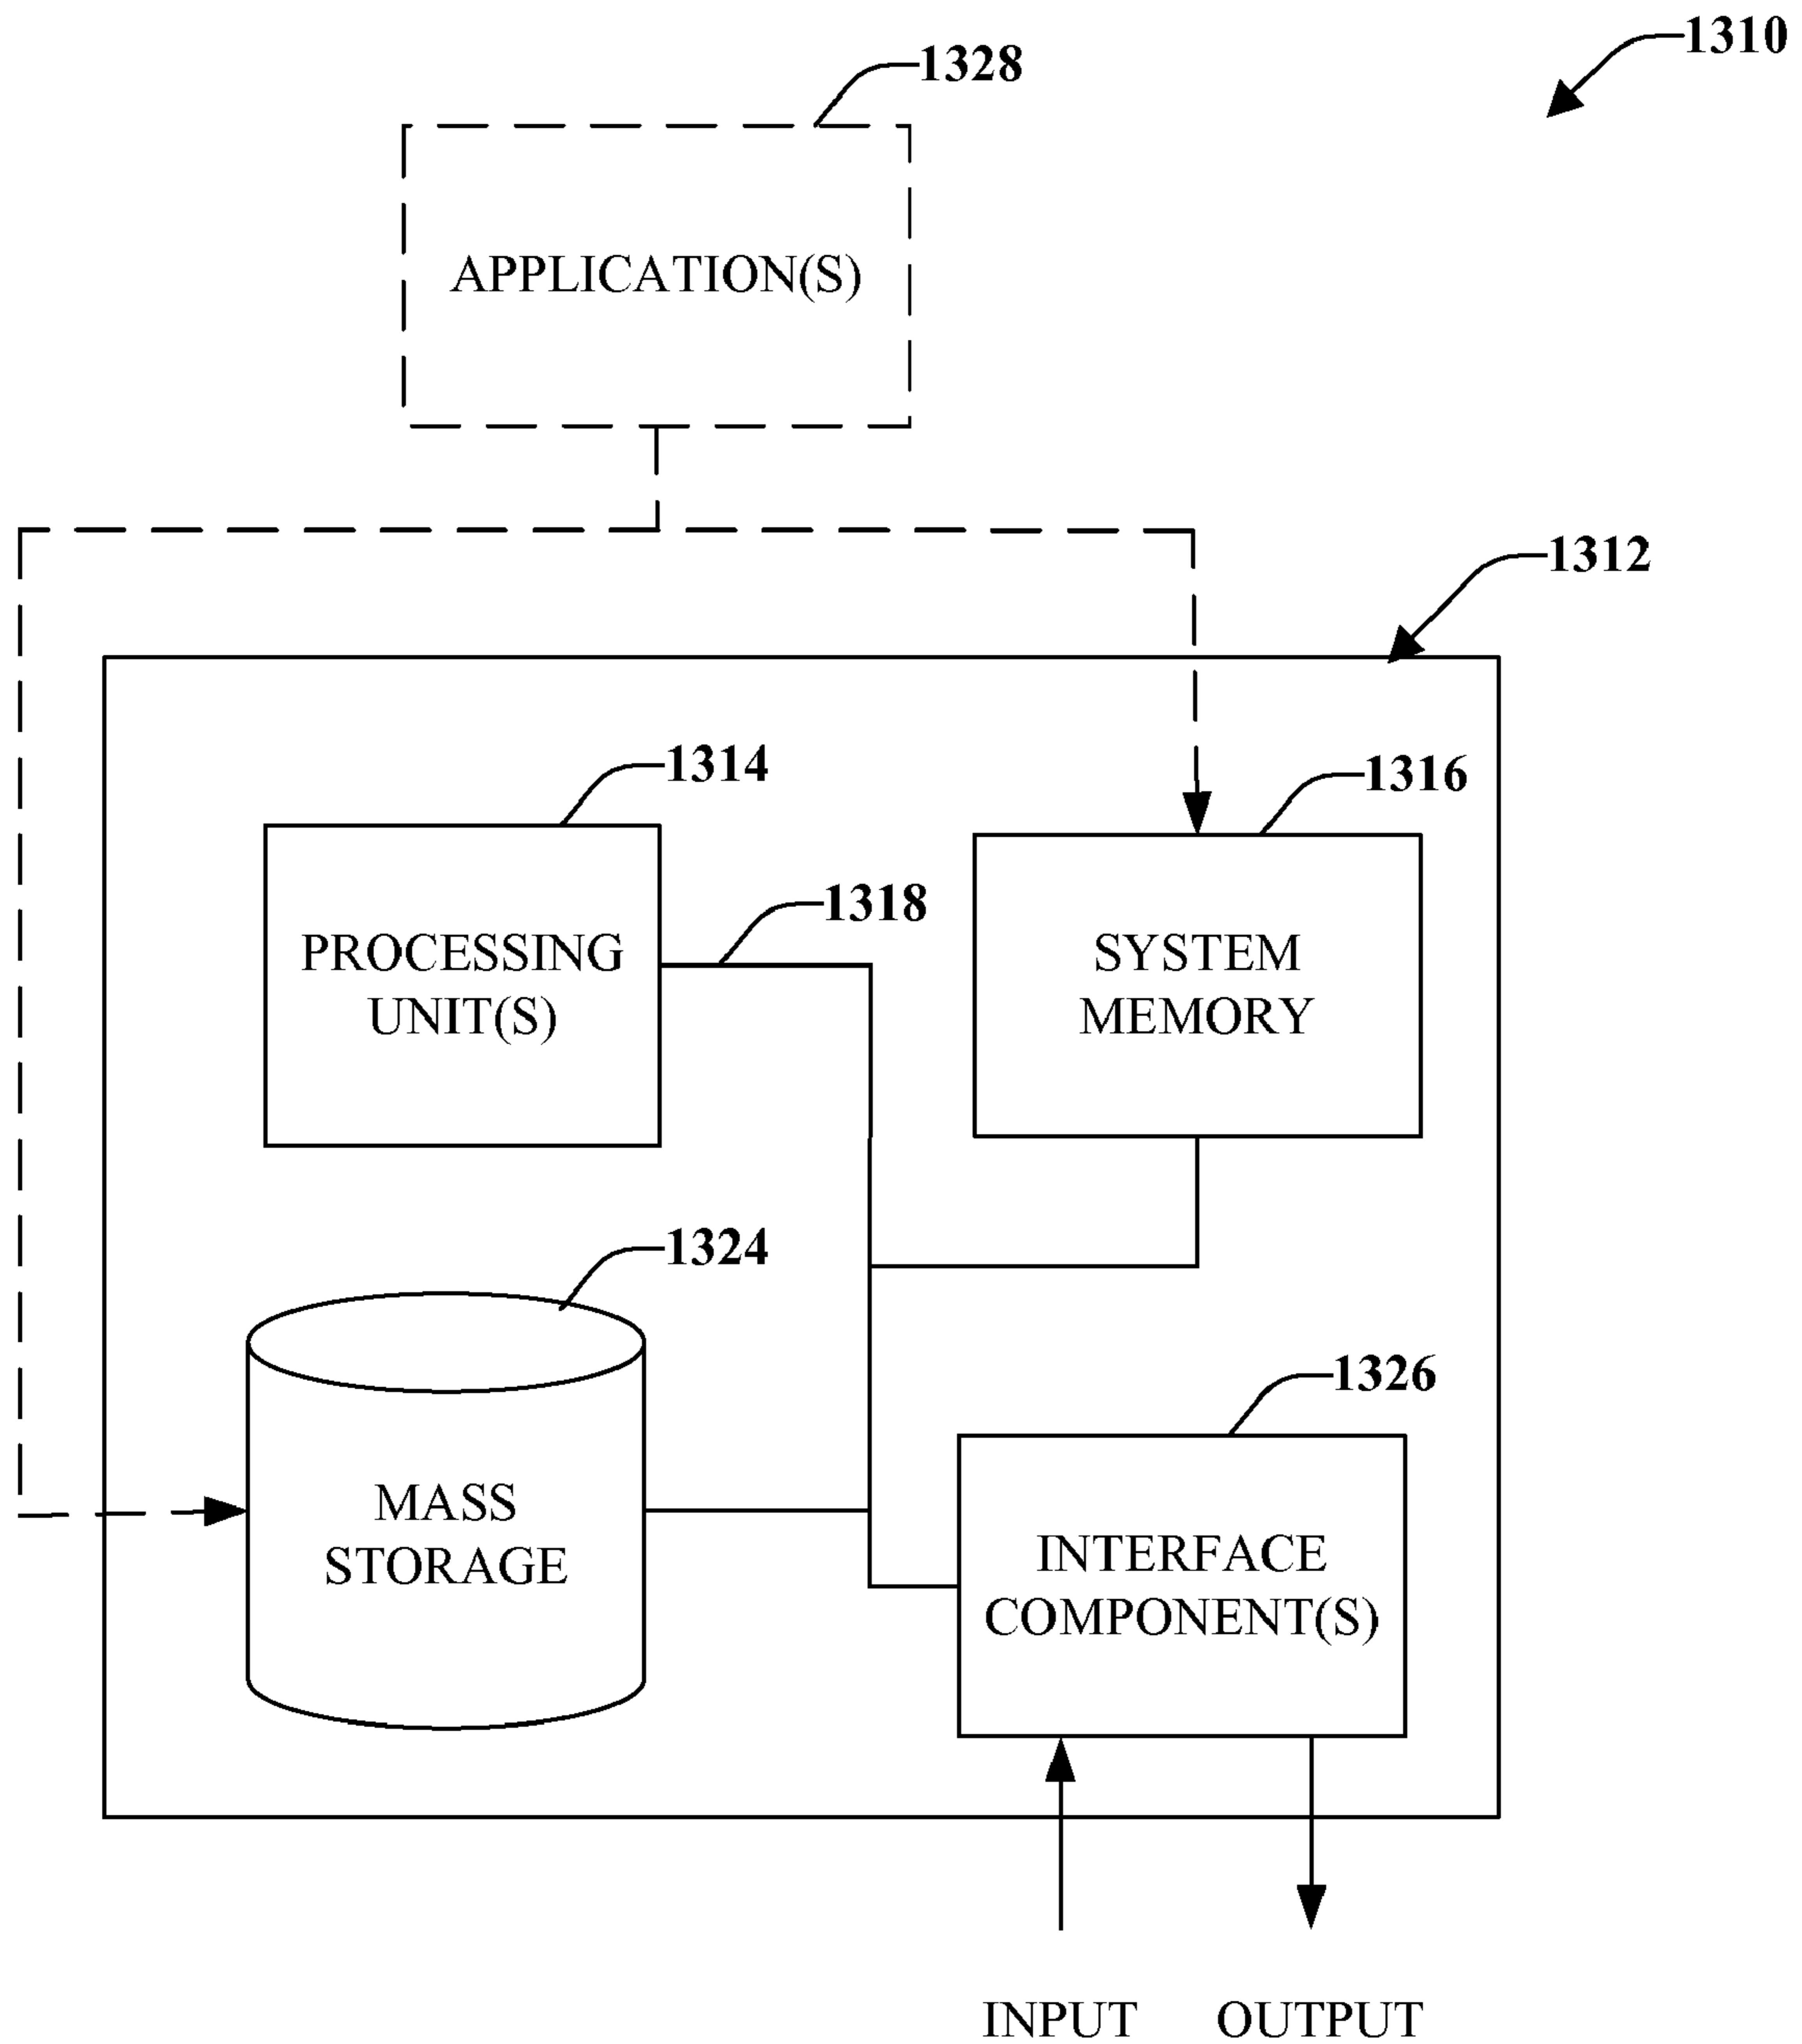 1310
1328
APPLICATION(S)
1312
1314
1316
1318
PROCESSING
UNIT(S)
SYSTEM
MEMORY
1324
1326
MASS
STORAGE
INTERFACE
COMPONENT(S)
INPUT
OUTPUT